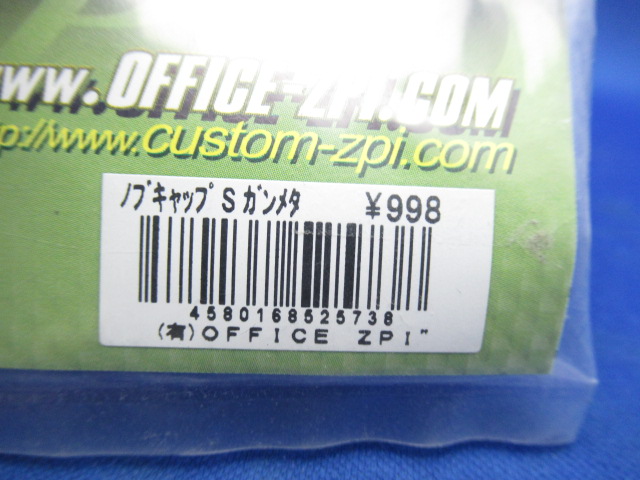 www.OFFICE-ZPI.COM
p://www.custom-zpi.com
ﾉﾌﾞｷｬｯﾌﾟ S ｶﾞﾝﾒﾀ ¥998
4580168525738
(有)OFFICE ZPI"